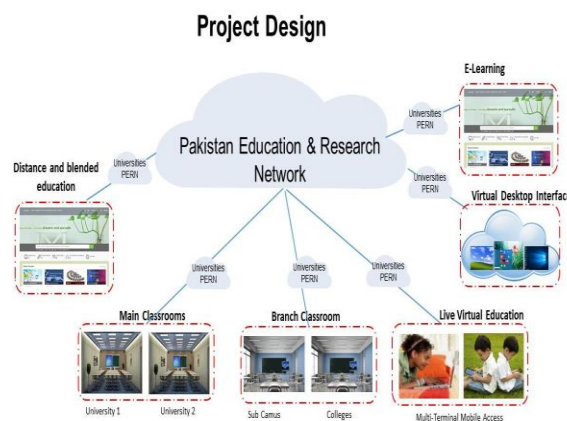 Project Design
E-Learning
Universities
PERN
Pakistan Education & Research
Network
Universities
PERN
Distance and blended
education
Universities
PERN
Virtual Desktop Interface
Universities
PERN
Universities
PERN
Universities
PERN
Main Classrooms
Branch Classroom
Live Virtual Education
University 1
University 2
Sub Camus
Colleges
Multi-Terminal Mobile Access